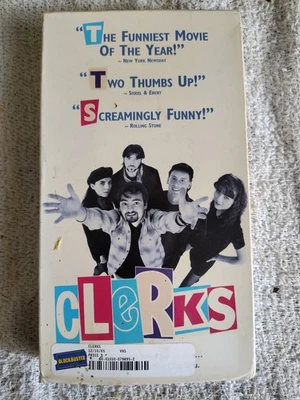 "THE FUNNIEST MOVIE
OF THE YEAR!"
– NEW YORK NEWSDAY
"TWO THUMBS UP!"
– SISKEL & EBERT
"SCREAMINGLY FUNNY!"
– ROLLING STONE
CLeRKS
BLOCKBUSTER
CLERKS
VHS